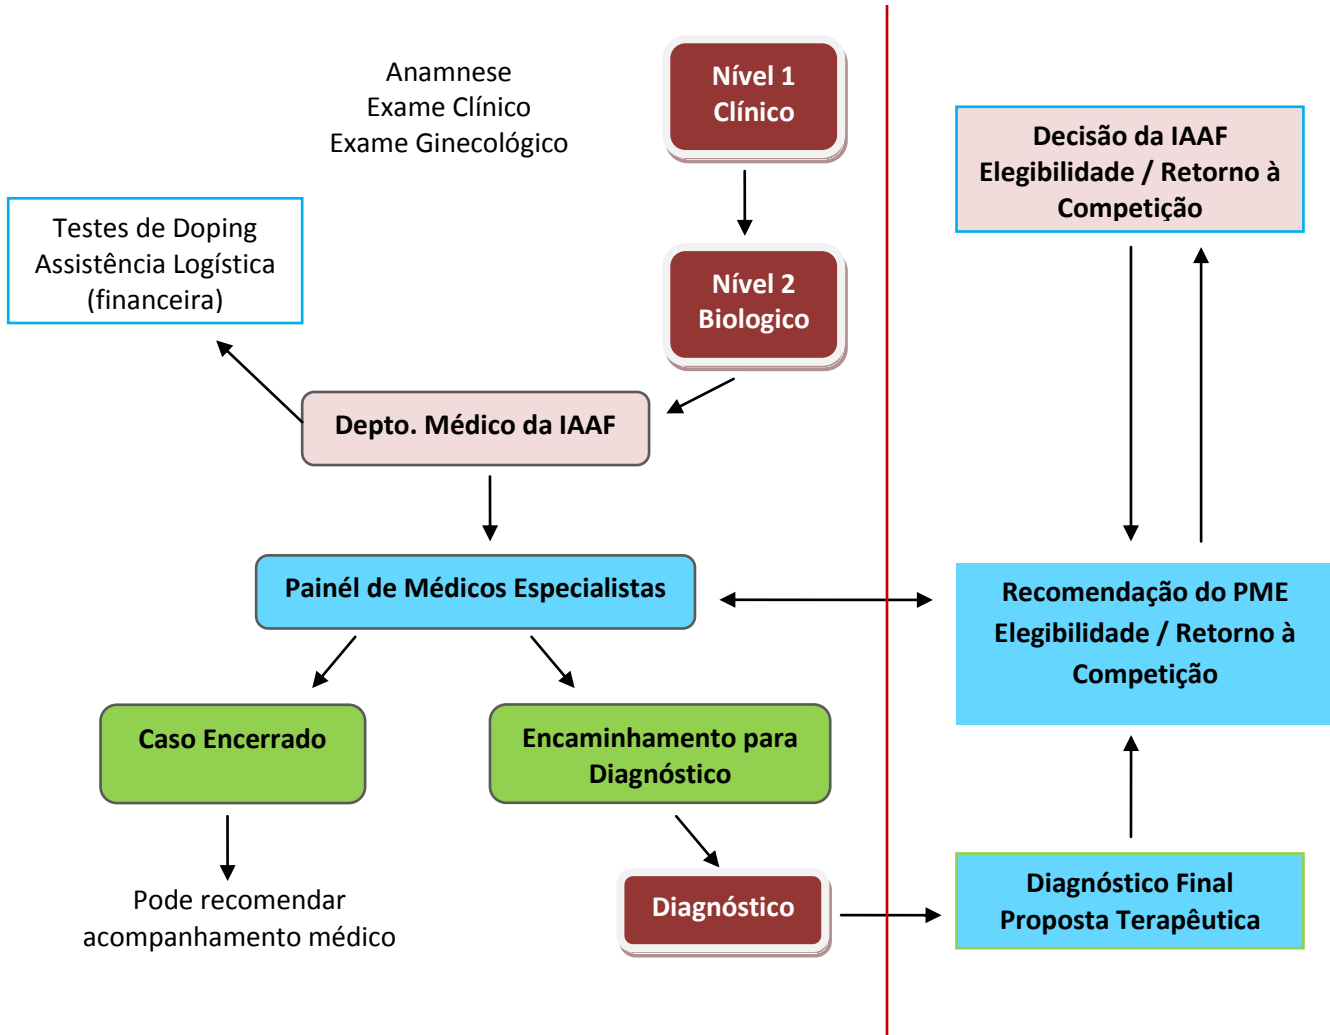 Anamnese
Exame Clínico
Exame Ginecológico
Nível 1
Clínico
Decisão da IAAF
Elegibilidade / Retorno à
Competição
Testes de Doping
Assistência Logística
(financeira)
Nível 2
Biologico
Depto. Médico da IAAF
Painél de Médicos Especialistas
Recomendação do PME
Elegibilidade / Retorno à
Competição
Caso Encerrado
Encaminhamento para
Diagnóstico
Pode recomendar
acompanhamento médico
Diagnóstico
Diagnóstico Final
Proposta Terapêutica